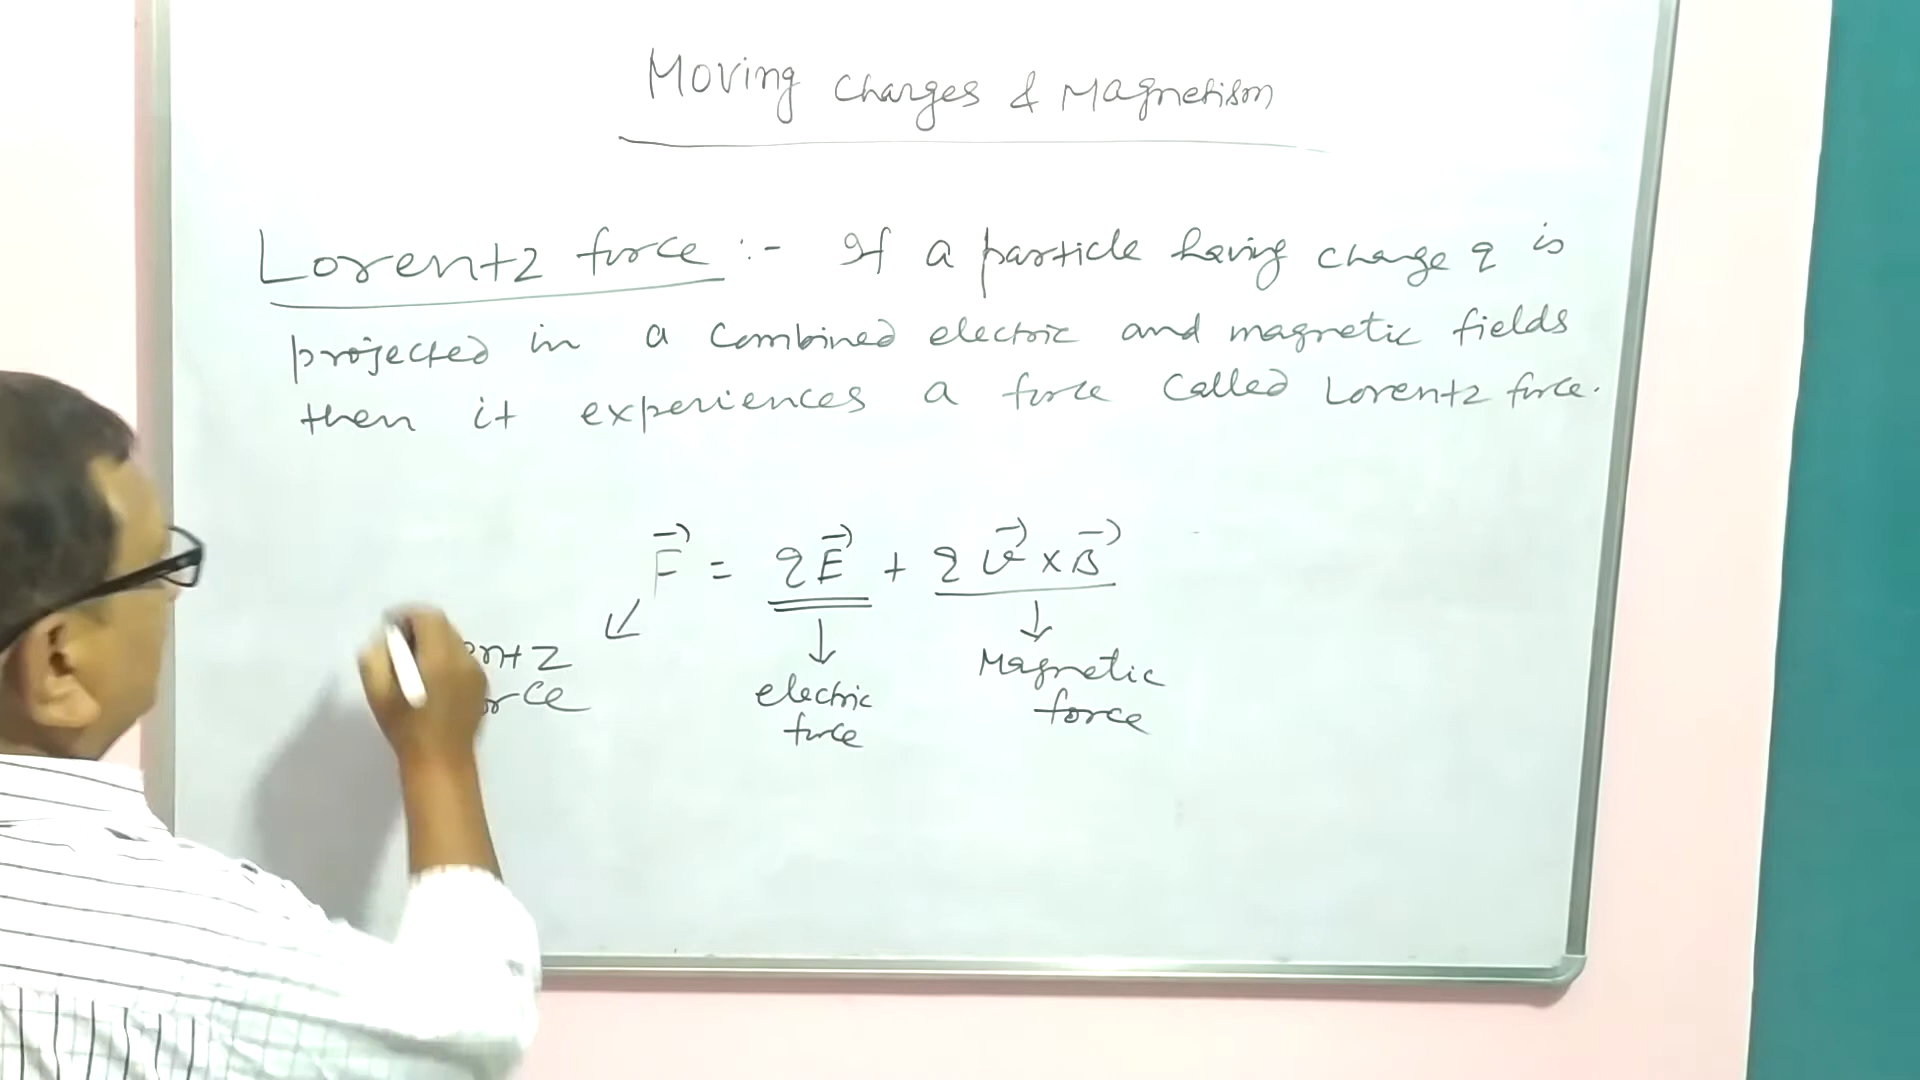 Moving Charges & Magnetism
Lorentz force :- If a particle having charge q is
projected in a combined electric and magnetic fields
then it experiences a force called Lorentz force.
F⃗ = qE⃗ + q v⃗ × B⃗
electric
force
Magnetic
force